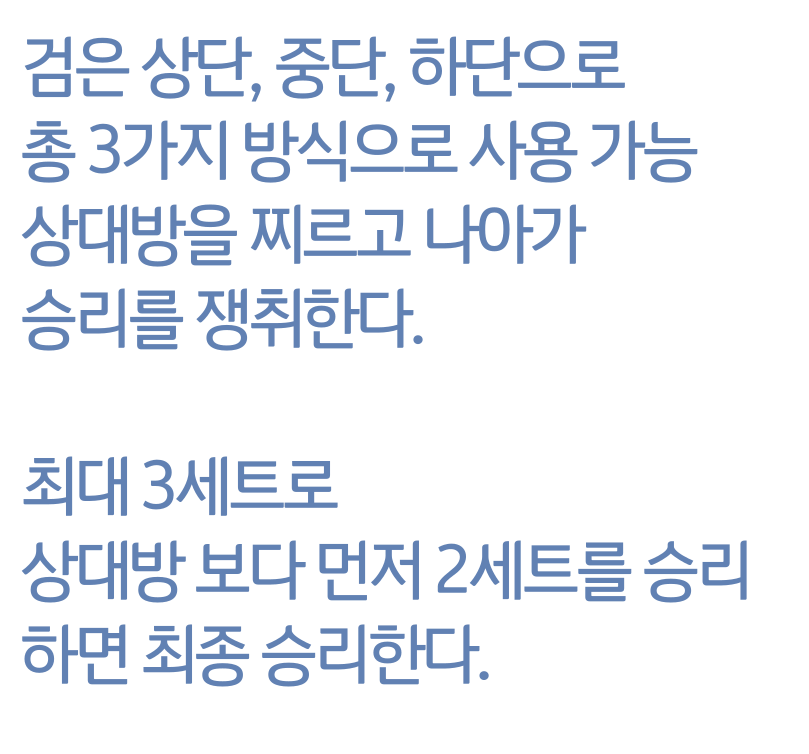 검은 상단, 중단, 하단으로
총 3가지 방식으로 사용 가능
상대방을 찌르고 나아가
승리를 쟁취한다.
최대 3세트로
상대방 보다 먼저 2세트를 승리
하면 최종 승리한다.